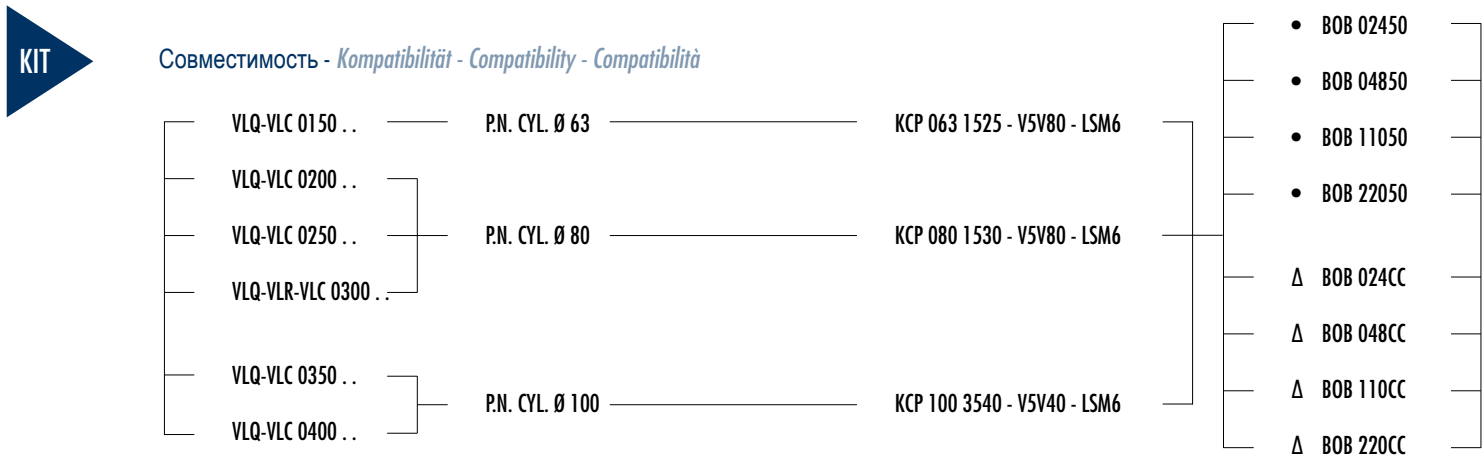 KIT
Совместимость - Kompatibilität - Compatibility - Compatibilità
VLQ-VLC 0150 . .
VLQ-VLC 0200 . .
VLQ-VLC 0250 . .
VLQ-VLR-VLC 0300 . .
VLQ-VLC 0350 . .
VLQ-VLC 0400 . .
P.N. CYL. Ø 63
P.N. CYL. Ø 80
P.N. CYL. Ø 100
KCP 063 1525 - V5V80 - LSM6
KCP 080 1530 - V5V80 - LSM6
KCP 100 3540 - V5V40 - LSM6
• BOB 02450
• BOB 04850
• BOB 11050
• BOB 22050
Δ BOB 024CC
Δ BOB 048CC
Δ BOB 110CC
Δ BOB 220CC